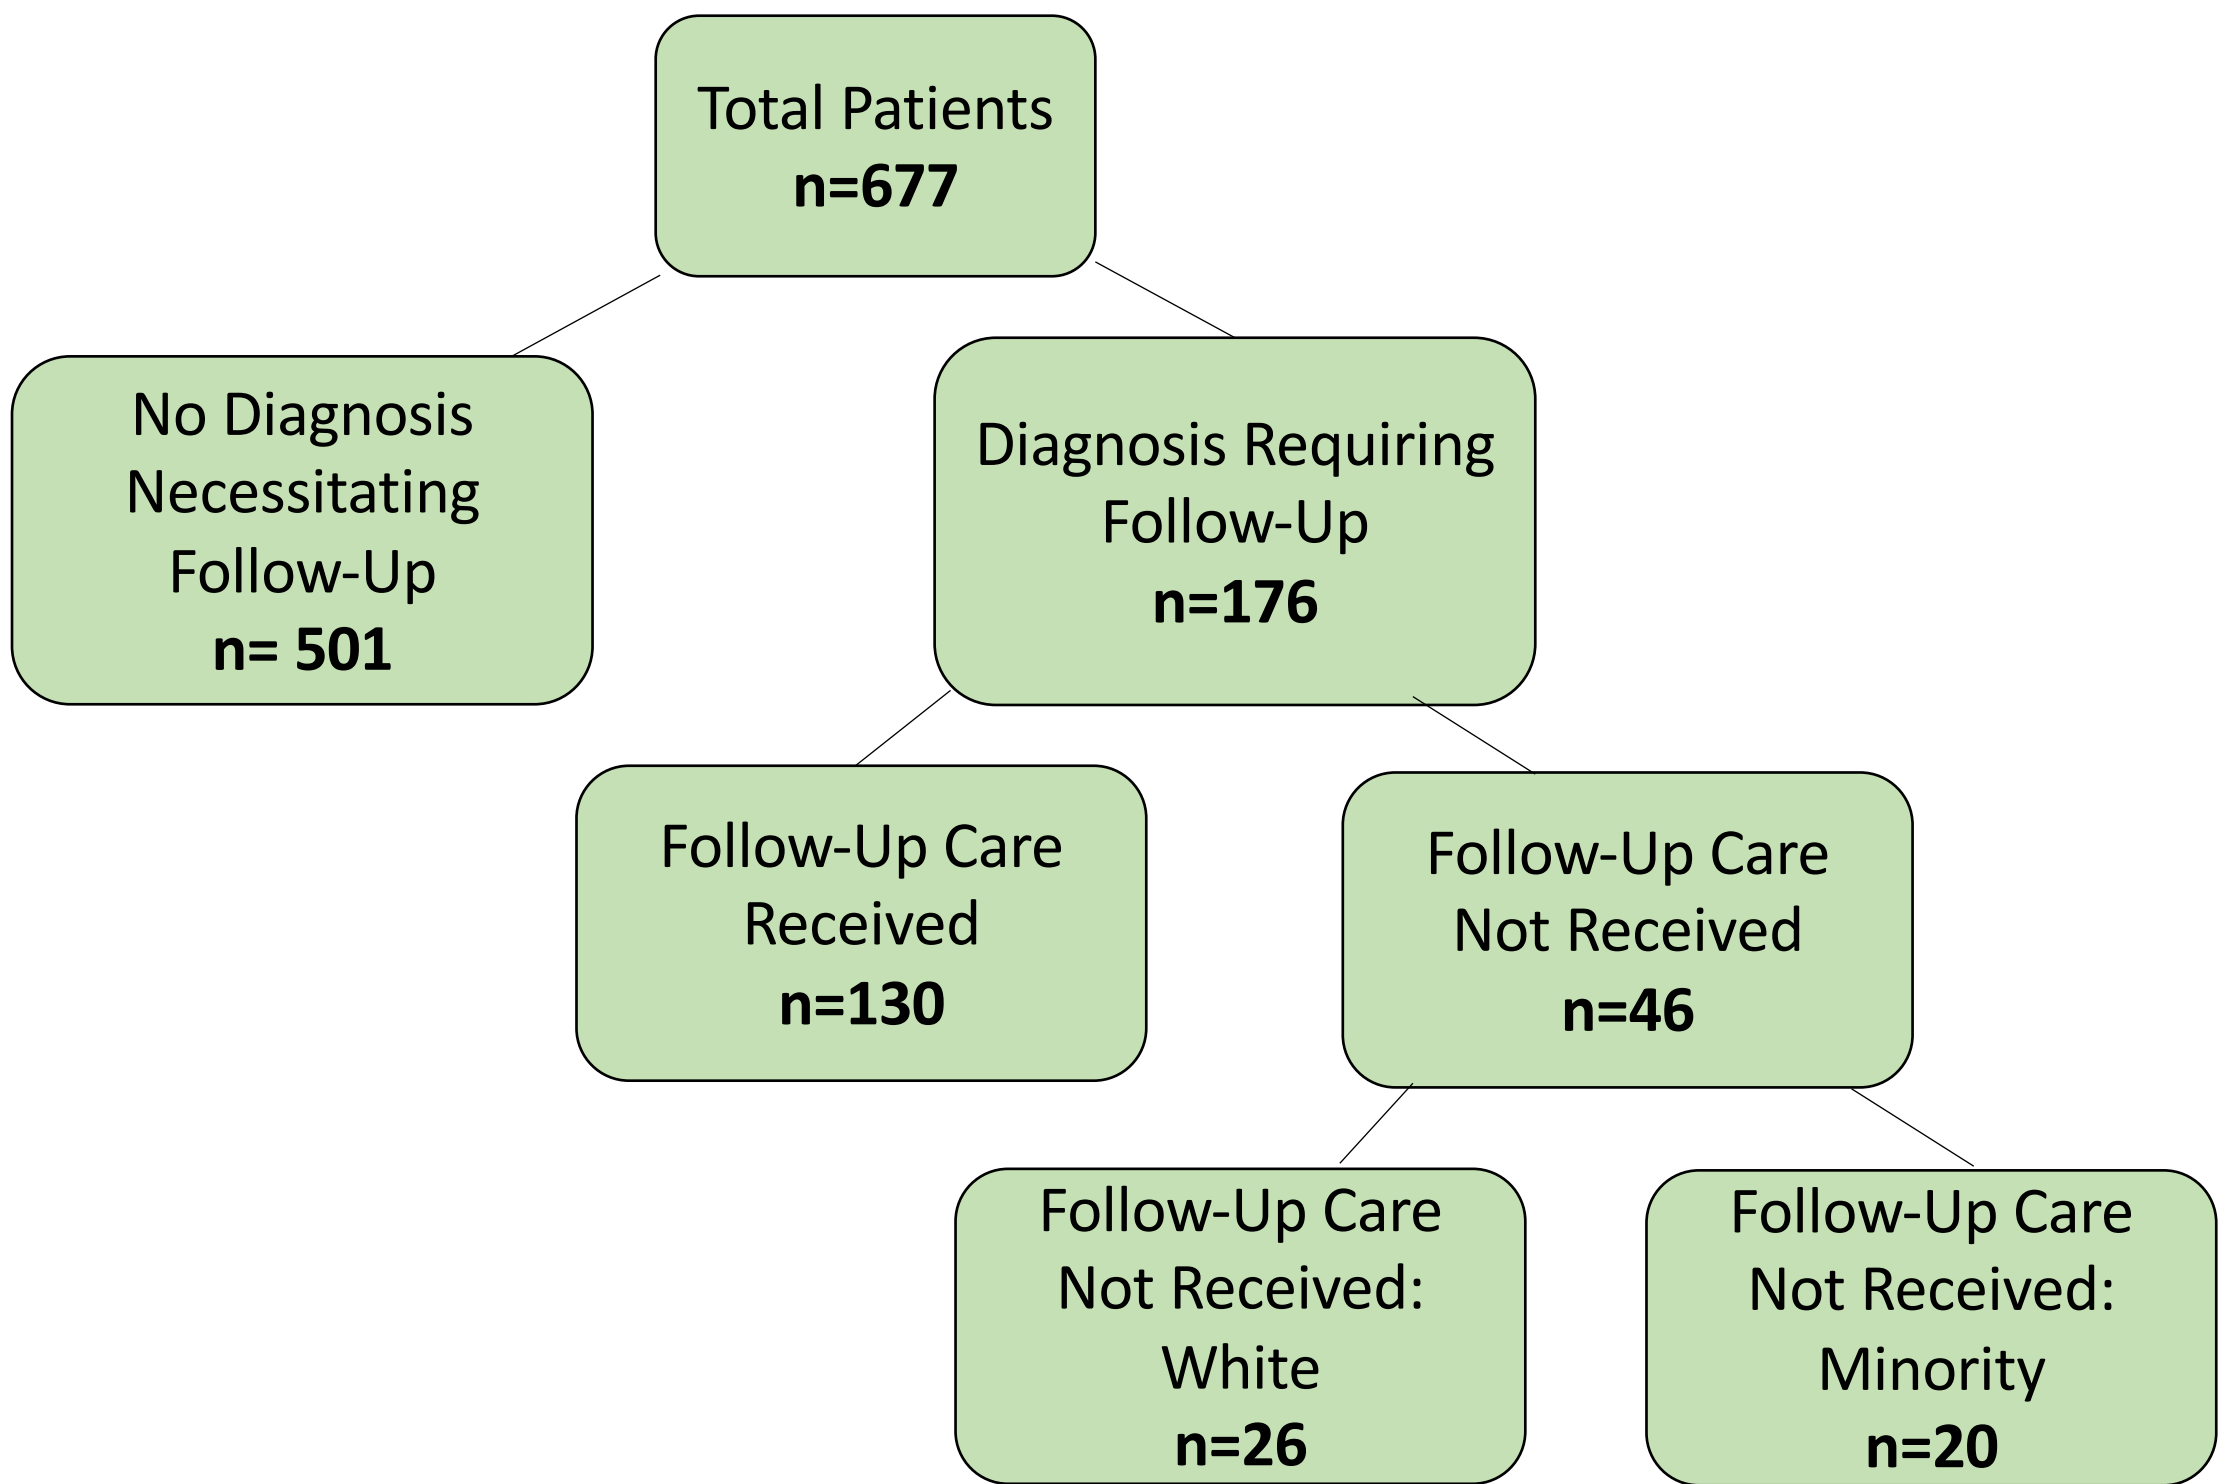 Total Patients
n=677
No Diagnosis
Necessitating
Follow-Up
n= 501
Diagnosis Requiring
Follow-Up
n=176
Follow-Up Care
Received
n=130
Follow-Up Care
Not Received
n=46
Follow-Up Care
Not Received:
White
n=26
Follow-Up Care
Not Received:
Minority
n=20